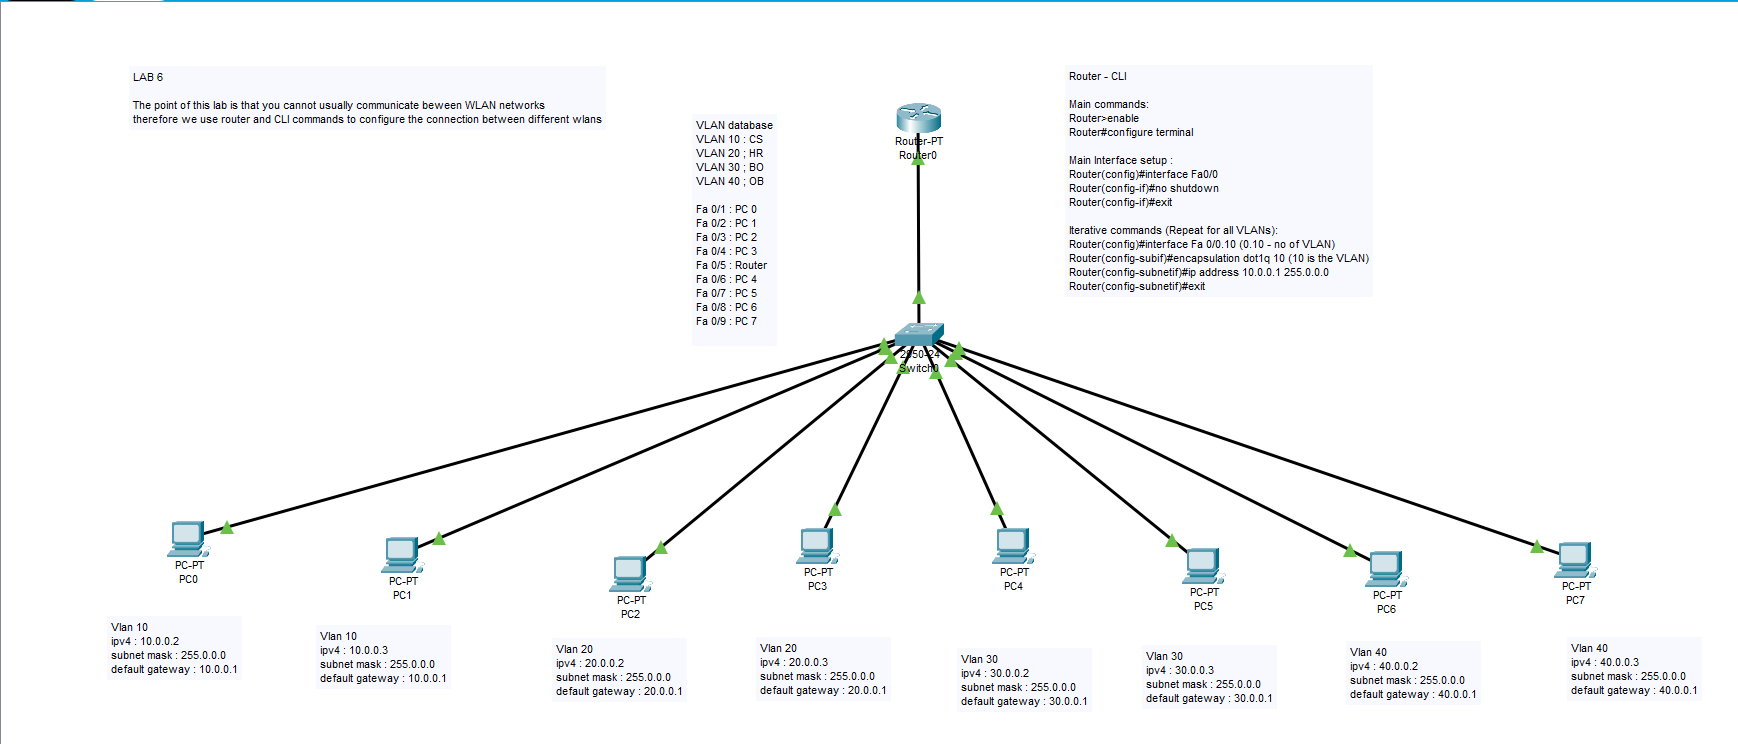 LAB 6
The point of this lab is that you cannot usually communicate beween WLAN networks
therefore we use router and CLI commands to configure the connection between different wlans
VLAN database
VLAN 10 : CS
VLAN 20 ; HR
VLAN 30 ; BO
VLAN 40 ; OB
Fa 0/1 : PC 0
Fa 0/2 : PC 1
Fa 0/3 : PC 2
Fa 0/4 : PC 3
Fa 0/5 : Router
Fa 0/6 : PC 4
Fa 0/7 : PC 5
Fa 0/8 : PC 6
Fa 0/9 : PC 7
Router-PT
Router0
Router - CLI
Main commands:
Router>enable
Router#configure terminal
Main Interface setup :
Router(config)#interface Fa0/0
Router(config-if)#no shutdown
Router(config-if)#exit
Iterative commands (Repeat for all VLANs):
Router(config)#interface Fa 0/0.10 (0.10 - no of VLAN)
Router(config-subif)#encapsulation dot1q 10 (10 is the VLAN)
Router(config-subnetif)#ip address 10.0.0.1 255.0.0.0
Router(config-subnetif)#exit
2950-24
Switch0
PC-PT
PC0
PC-PT
PC1
PC-PT
PC2
PC-PT
PC3
PC-PT
PC4
PC-PT
PC5
PC-PT
PC6
PC-PT
PC7
Vlan 10
ipv4 : 10.0.0.2
subnet mask : 255.0.0.0
default gateway : 10.0.0.1
Vlan 10
ipv4 : 10.0.0.3
subnet mask : 255.0.0.0
default gateway : 10.0.0.1
Vlan 20
ipv4 : 20.0.0.2
subnet mask : 255.0.0.0
default gateway : 20.0.0.1
Vlan 20
ipv4 : 20.0.0.3
subnet mask : 255.0.0.0
default gateway : 20.0.0.1
Vlan 30
ipv4 : 30.0.0.2
subnet mask : 255.0.0.0
default gateway : 30.0.0.1
Vlan 30
ipv4 : 30.0.0.3
subnet mask : 255.0.0.0
default gateway : 30.0.0.1
Vlan 40
ipv4 : 40.0.0.2
subnet mask : 255.0.0.0
default gateway : 40.0.0.1
Vlan 40
ipv4 : 40.0.0.3
subnet mask : 255.0.0.0
default gateway : 40.0.0.1